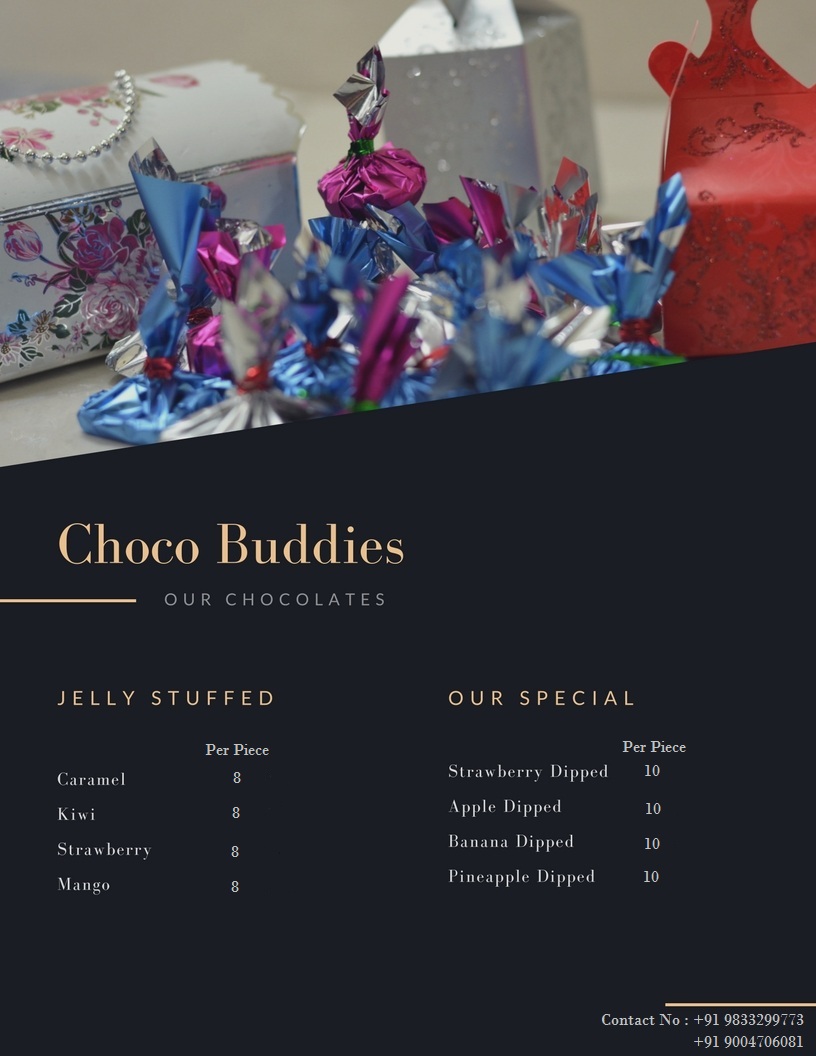 Choco Buddies
OUR CHOCOLATES
JELLY STUFFED
Per Piece
Caramel 8
Kiwi 8
Strawberry 8
Mango 8
OUR SPECIAL
Per Piece
Strawberry Dipped 10
Apple Dipped 10
Banana Dipped 10
Pineapple Dipped 10
Contact No : +91 9833299773
+91 9004706081